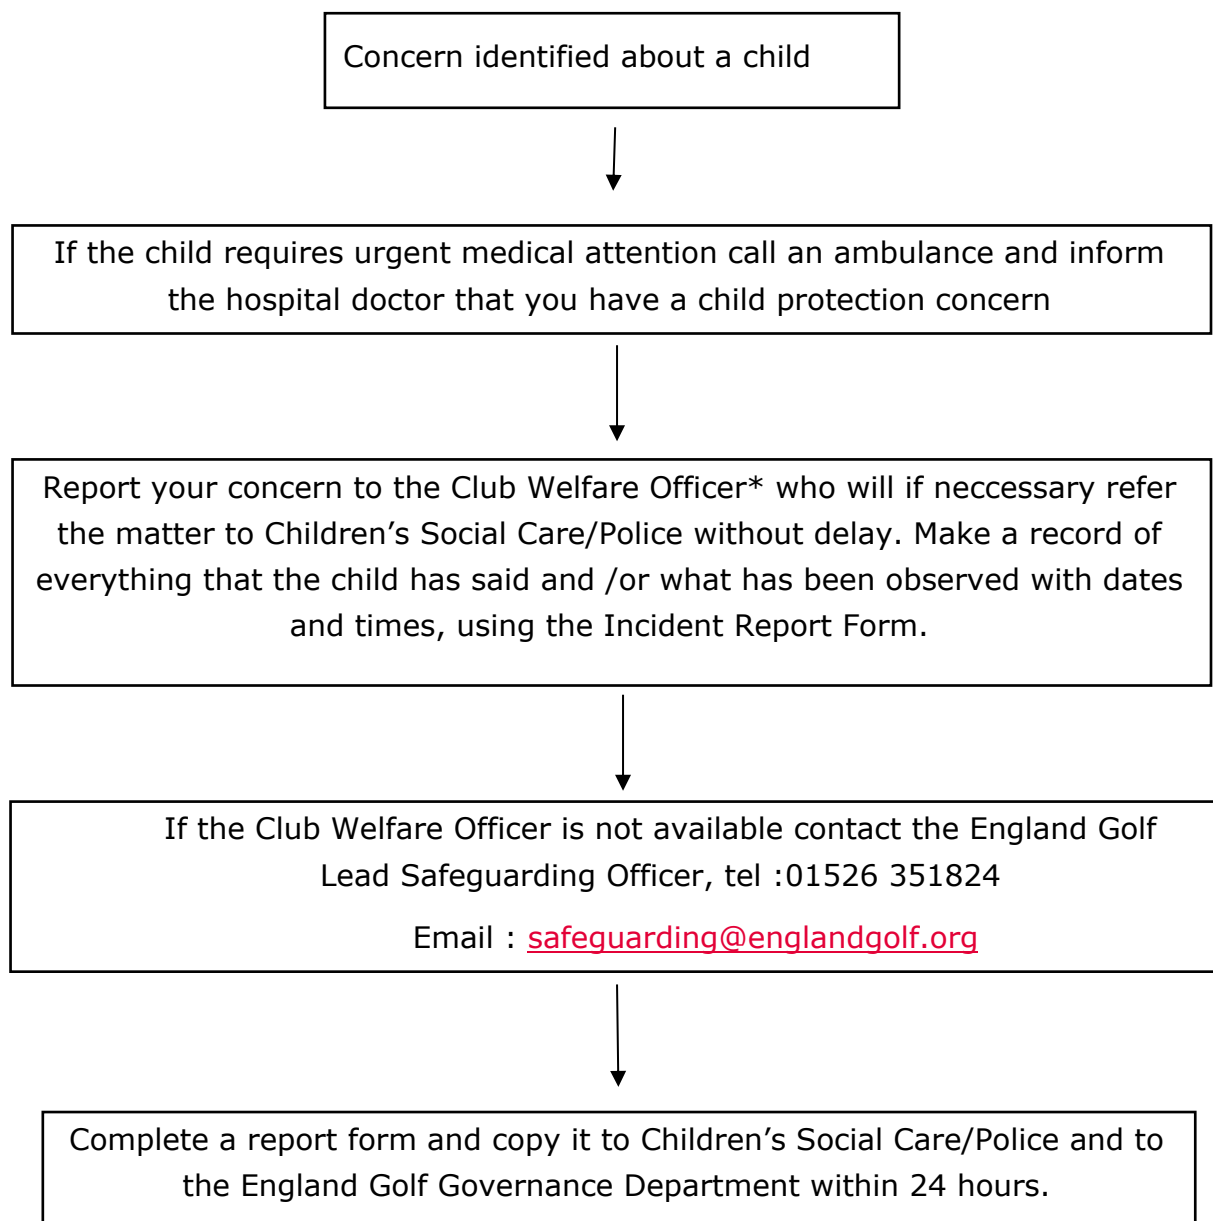 Concern identified about a child
If the child requires urgent medical attention call an ambulance and inform
the hospital doctor that you have a child protection concern
Report your concern to the Club Welfare Officer* who will if neccessary refer
the matter to Children’s Social Care/Police without delay. Make a record of
everything that the child has said and /or what has been observed with dates
and times, using the Incident Report Form.
If the Club Welfare Officer is not available contact the England Golf
Lead Safeguarding Officer, tel :01526 351824
Email : safeguarding@englandgolf.org
Complete a report form and copy it to Children’s Social Care/Police and to
the England Golf Governance Department within 24 hours.